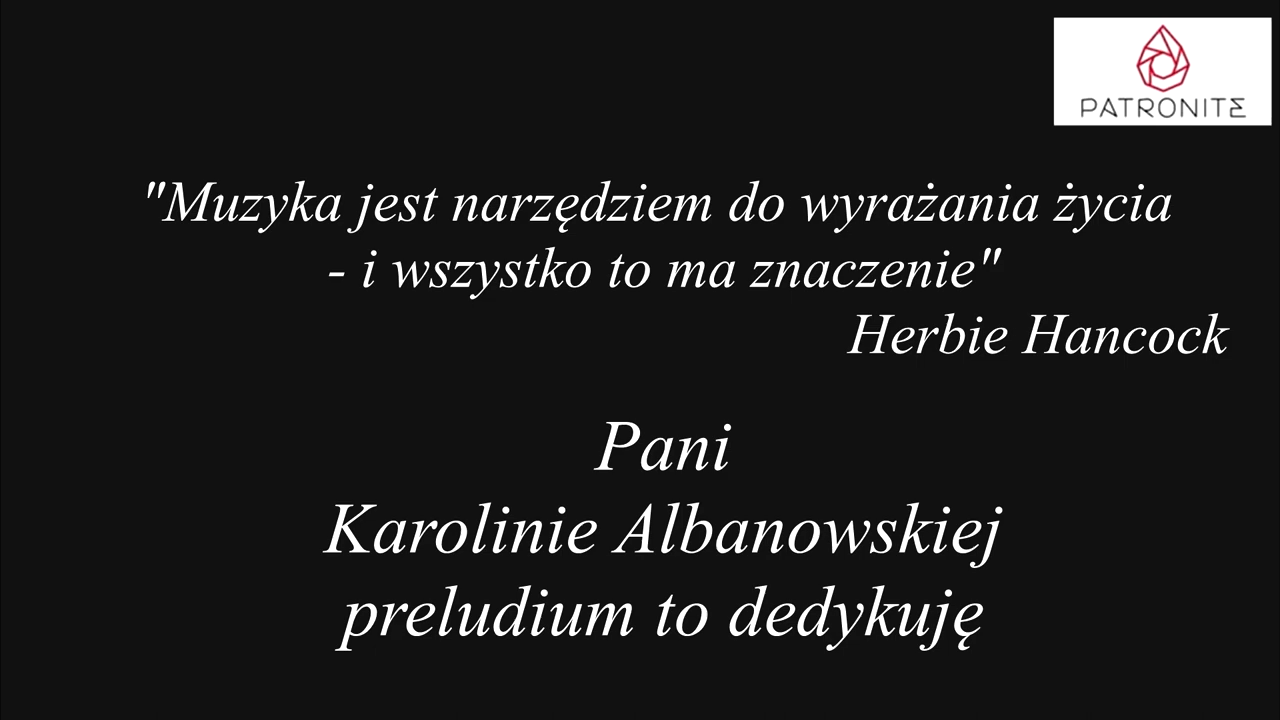 PATRONITE
"Muzyka jest narzędziem do wyrażania życia
- i wszystko to ma znaczenie"
Herbie Hancock
Pani
Karolinie Albanowskiej
preludium to dedykuję